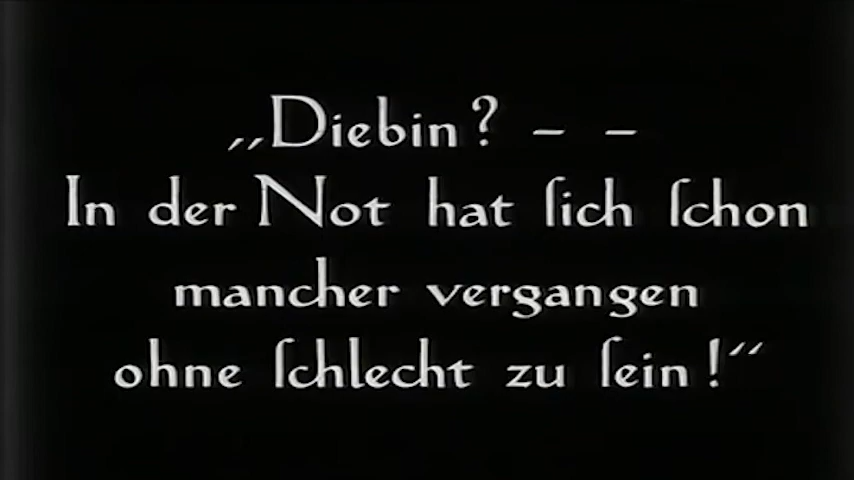 „Diebin? – –
In der Not hat ſich ſchon
mancher vergangen
ohne ſchlecht zu ſein!“